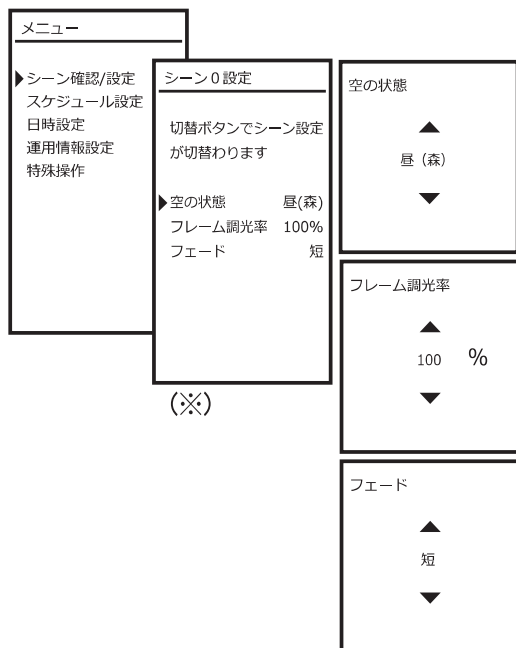 メニュー
シーン確認/設定
スケジュール設定
日時設定
運用情報設定
特殊操作
シーン0設定
切替ボタンでシーン設定
が切替わります
空の状態 昼(森)
フレーム調光率 100%
フェード 短
(※)
空の状態
昼（森）
フレーム調光率
100 %
フェード
短